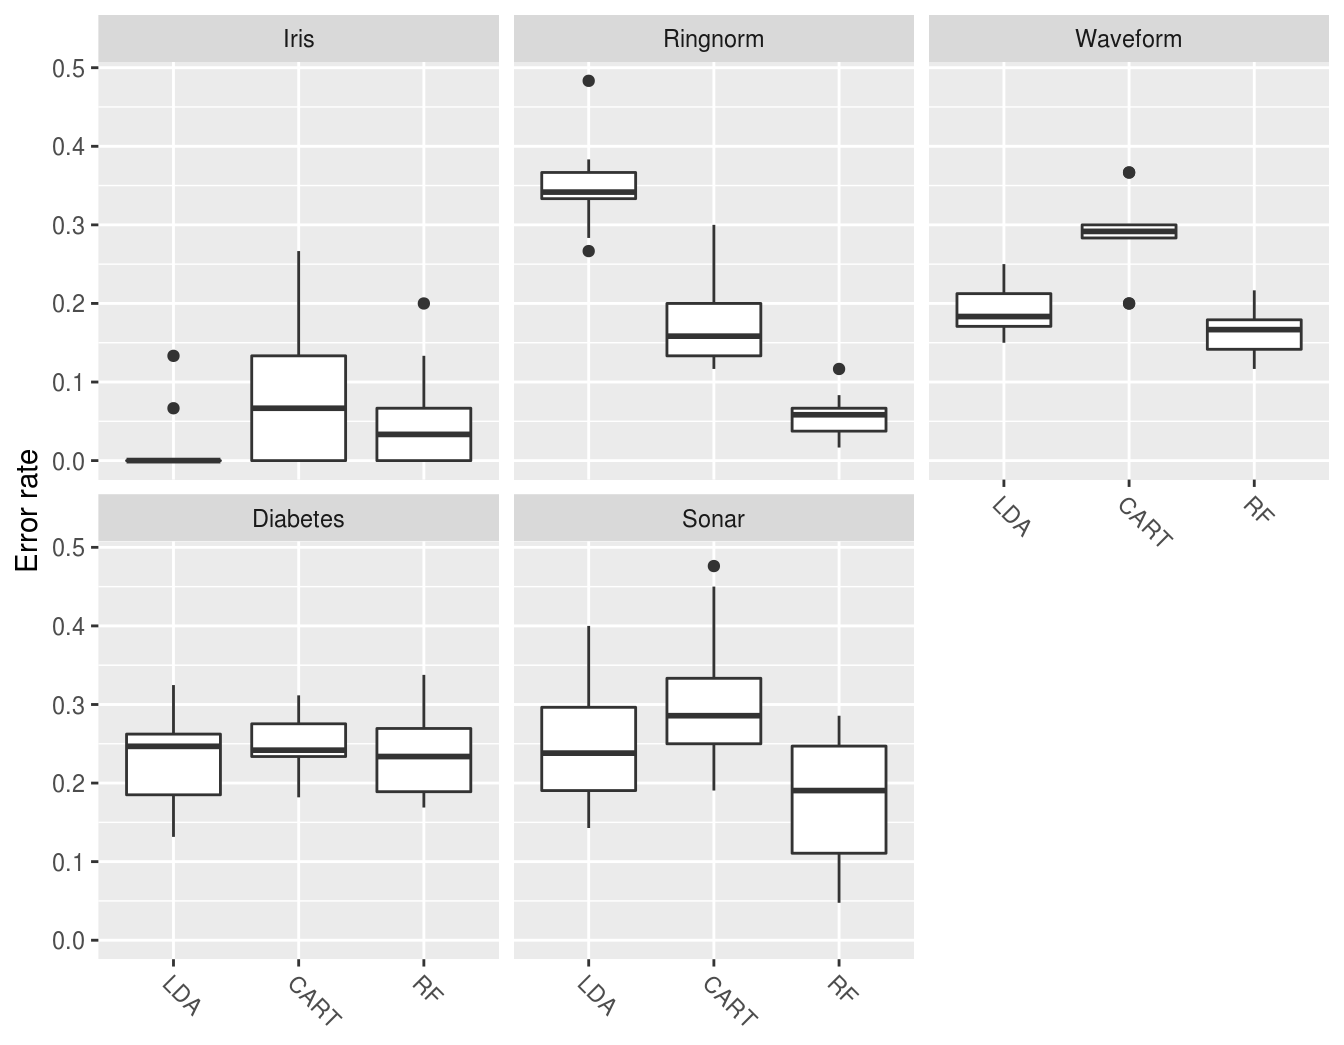 Iris
Ringnorm
Waveform
0.5
0.4
0.3
0.2
0.1
0.0
Error rate
LDA
CART
RF
Diabetes
Sonar
0.5
0.4
0.3
0.2
0.1
0.0
LDA
CART
RF
LDA
CART
RF